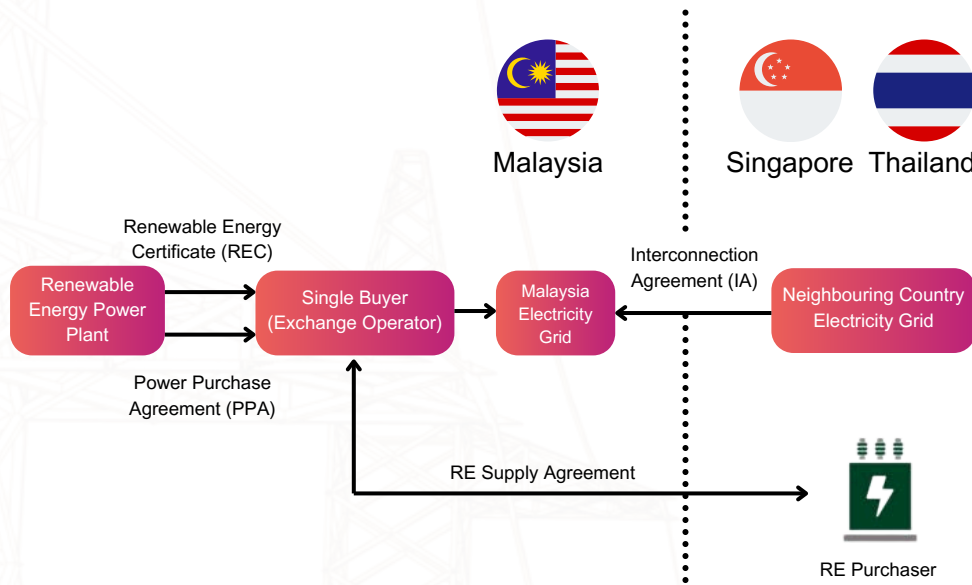 Malaysia
Singapore
Thailand
Renewable Energy
Certificate (REC)
Interconnection
Agreement (IA)
Renewable
Energy Power
Plant
Single Buyer
(Exchange Operator)
Malaysia
Electricity
Grid
Neighbouring Country
Electricity Grid
Power Purchase
Agreement (PPA)
RE Supply Agreement
RE Purchaser